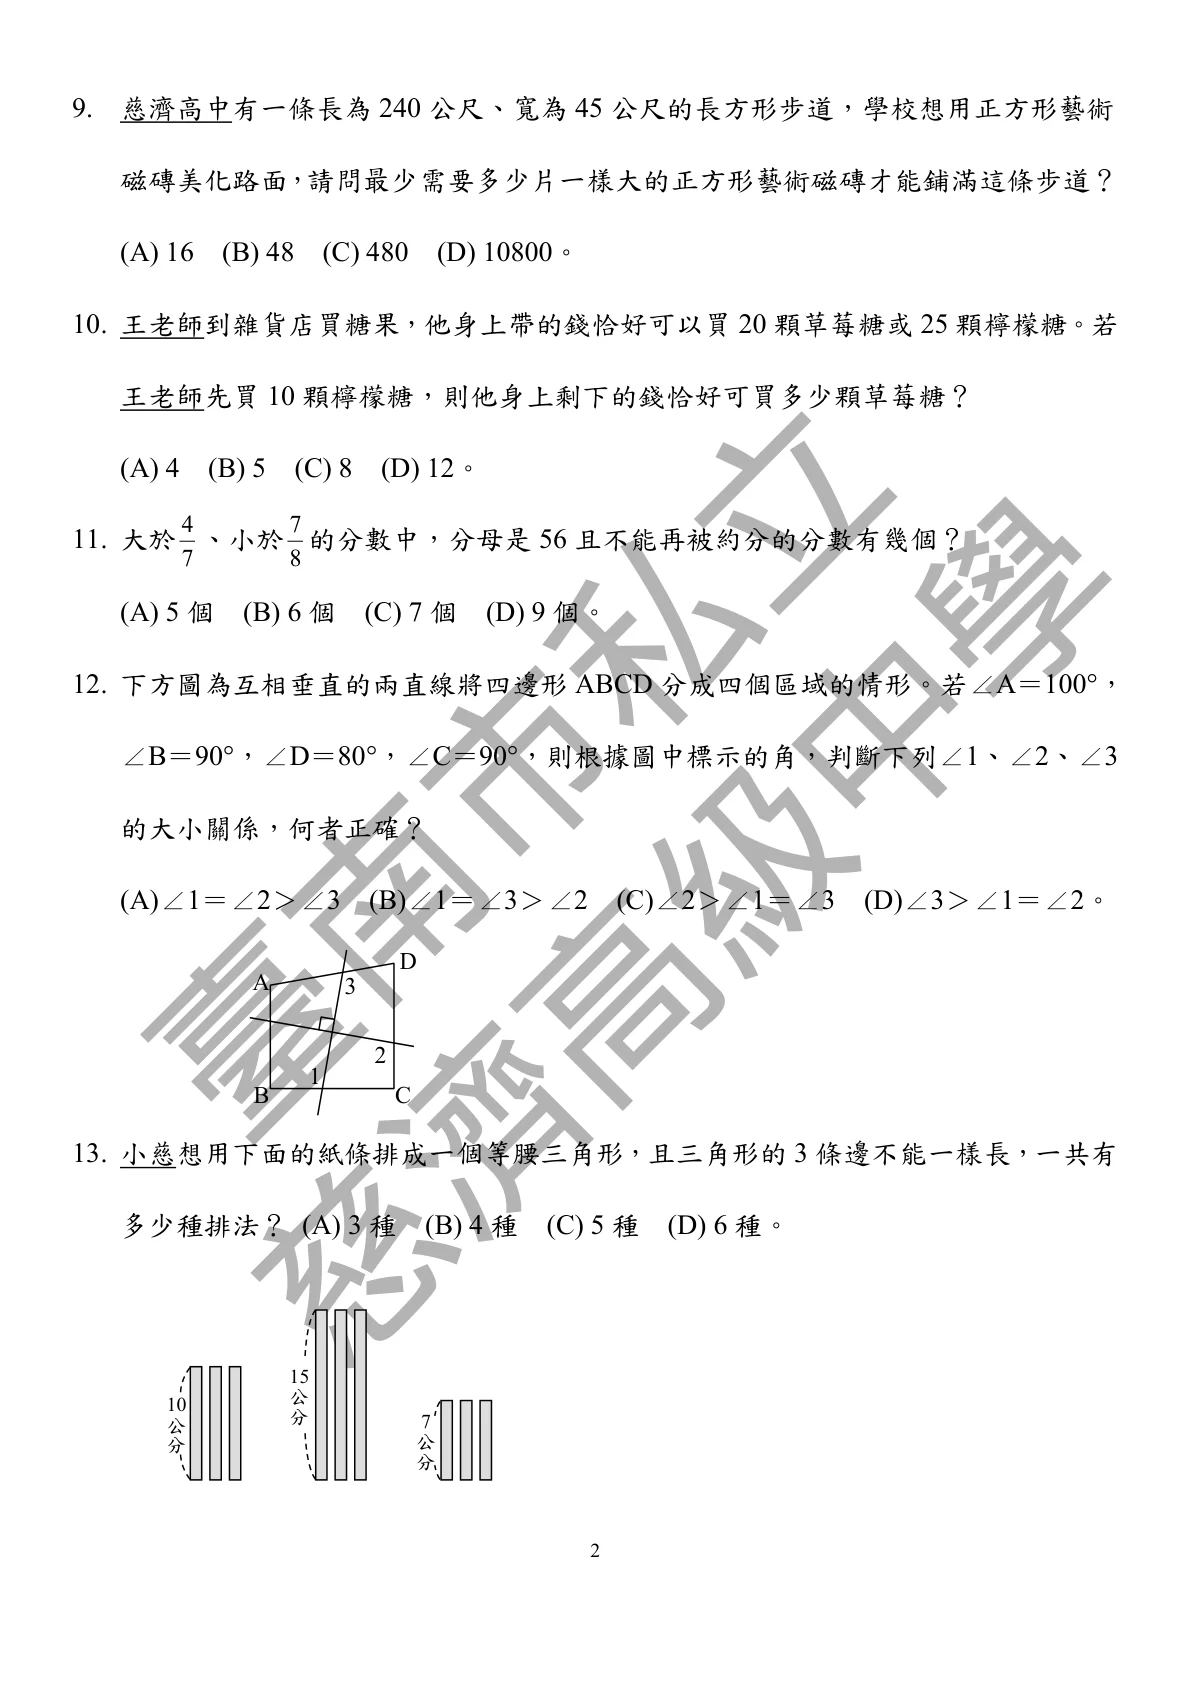 9. 慈濟高中有一條長為 240 公尺、寬為 45 公尺的長方形步道，學校想用正方形藝術
磁磚美化路面，請問最少需要多少片一樣大的正方形藝術磁磚才能鋪滿這條步道？
(A) 16 (B) 48 (C) 480 (D) 10800。
10. 王老師到雜貨店買糖果，他身上帶的錢恰好可以買 20 顆草莓糖或 25 顆檸檬糖。若
王老師先買 10 顆檸檬糖，則他身上剩下的錢恰好可買多少顆草莓糖？
(A) 4 (B) 5 (C) 8 (D) 12。
11. 大於 4/7 、小於 7/8 的分數中，分母是 56 且不能再被約分的分數有幾個？
(A) 5 個 (B) 6 個 (C) 7 個 (D) 9 個。
12. 下方圖為互相垂直的兩直線將四邊形 ABCD 分成四個區域的情形。若∠A＝100°，
∠B＝90°，∠D＝80°，∠C＝90°，則根據圖中標示的角，判斷下列∠1、∠2、∠3
的大小關係，何者正確？
(A)∠1＝∠2＞∠3 (B)∠1＝∠3＞∠2 (C)∠2＞∠1＝∠3 (D)∠3＞∠1＝∠2。
A
D
3
2
1
B
C
13. 小慈想用下面的紙條排成一個等腰三角形，且三角形的 3 條邊不能一樣長，一共有
多少種排法？ (A) 3 種 (B) 4 種 (C) 5 種 (D) 6 種。
10公分
15公分
7公分
2
臺南市私立
慈濟高級中學